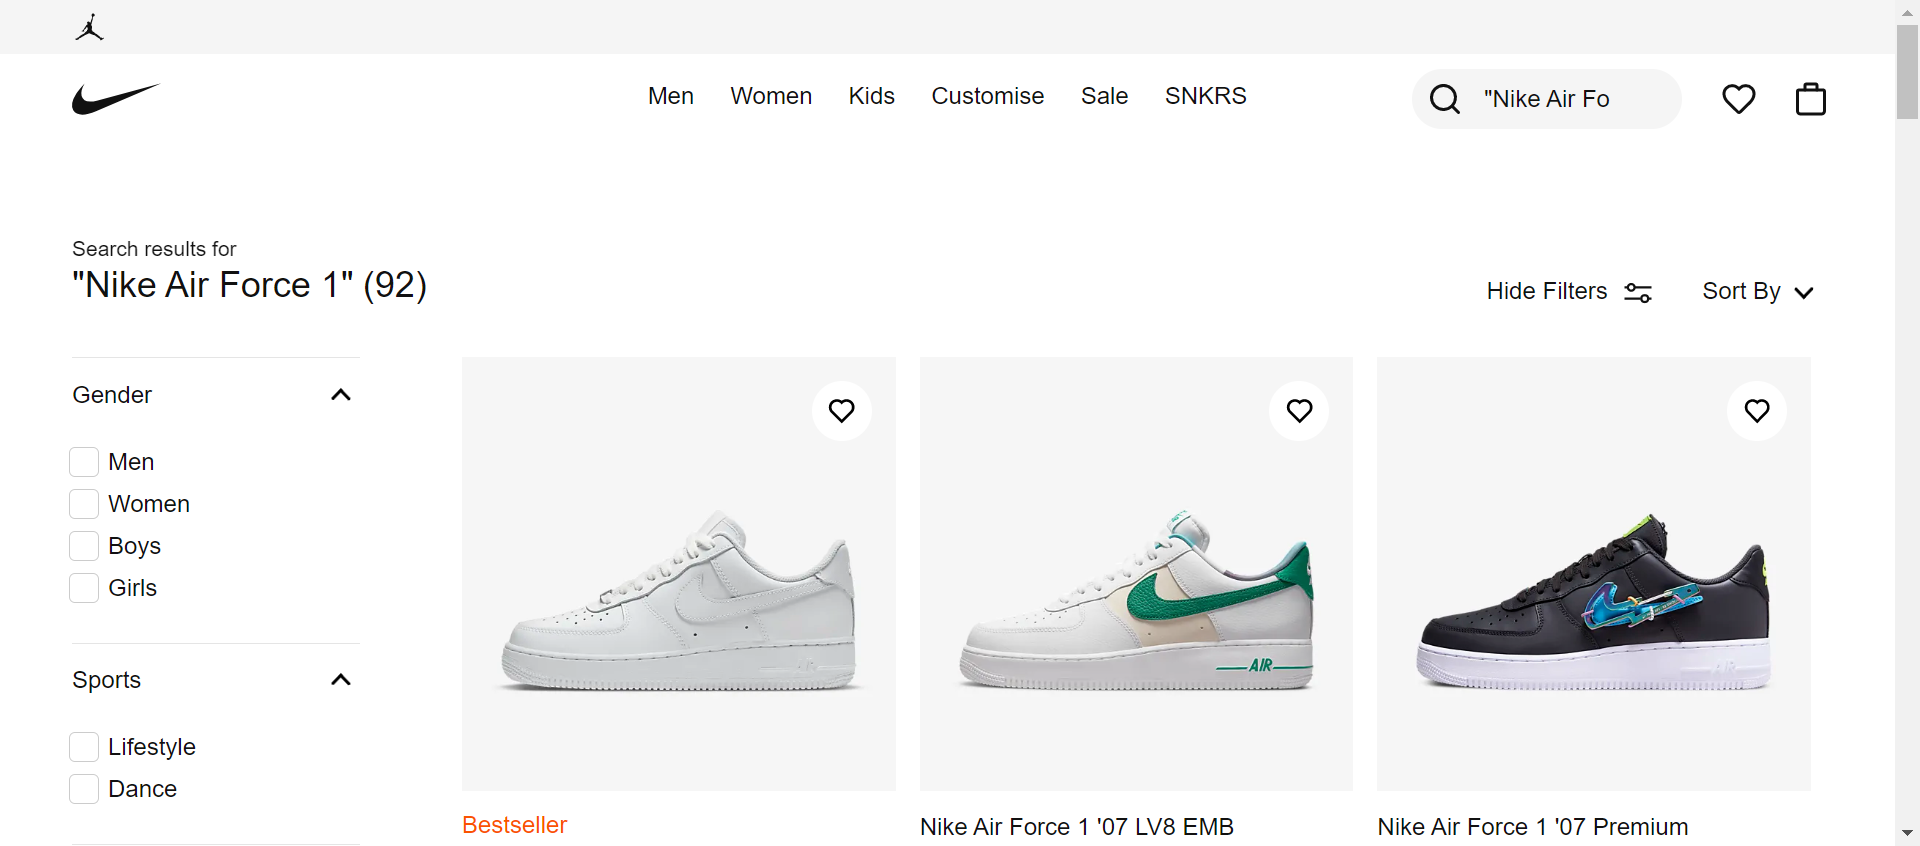 Men Women Kids Customise Sale SNKRS
"Nike Air Fo
Search results for
"Nike Air Force 1" (92)
Hide Filters Sort By
Gender
Men
Women
Boys
Girls
Sports
Lifestyle
Dance
AIR
Bestseller
Nike Air Force 1 '07 LV8 EMB
Nike Air Force 1 '07 Premium